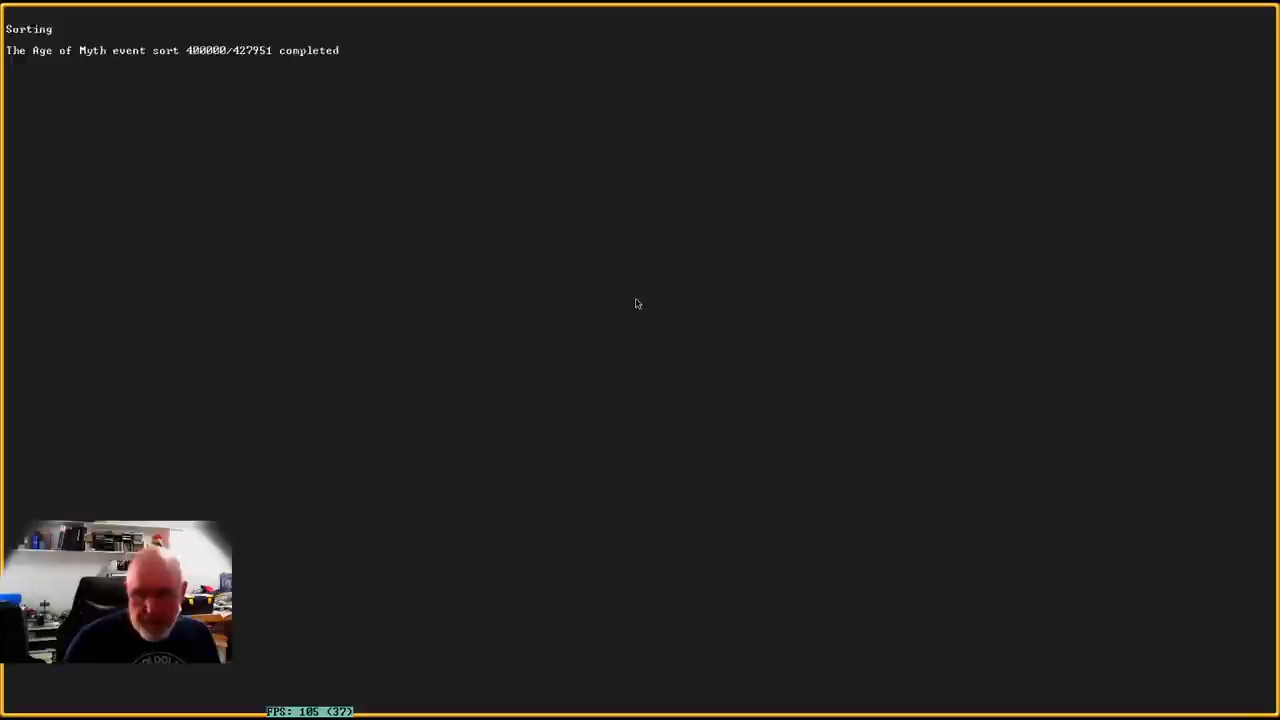 Sorting
The Age of Myth event sort 400000/427951 completed
FPS: 105 (37)